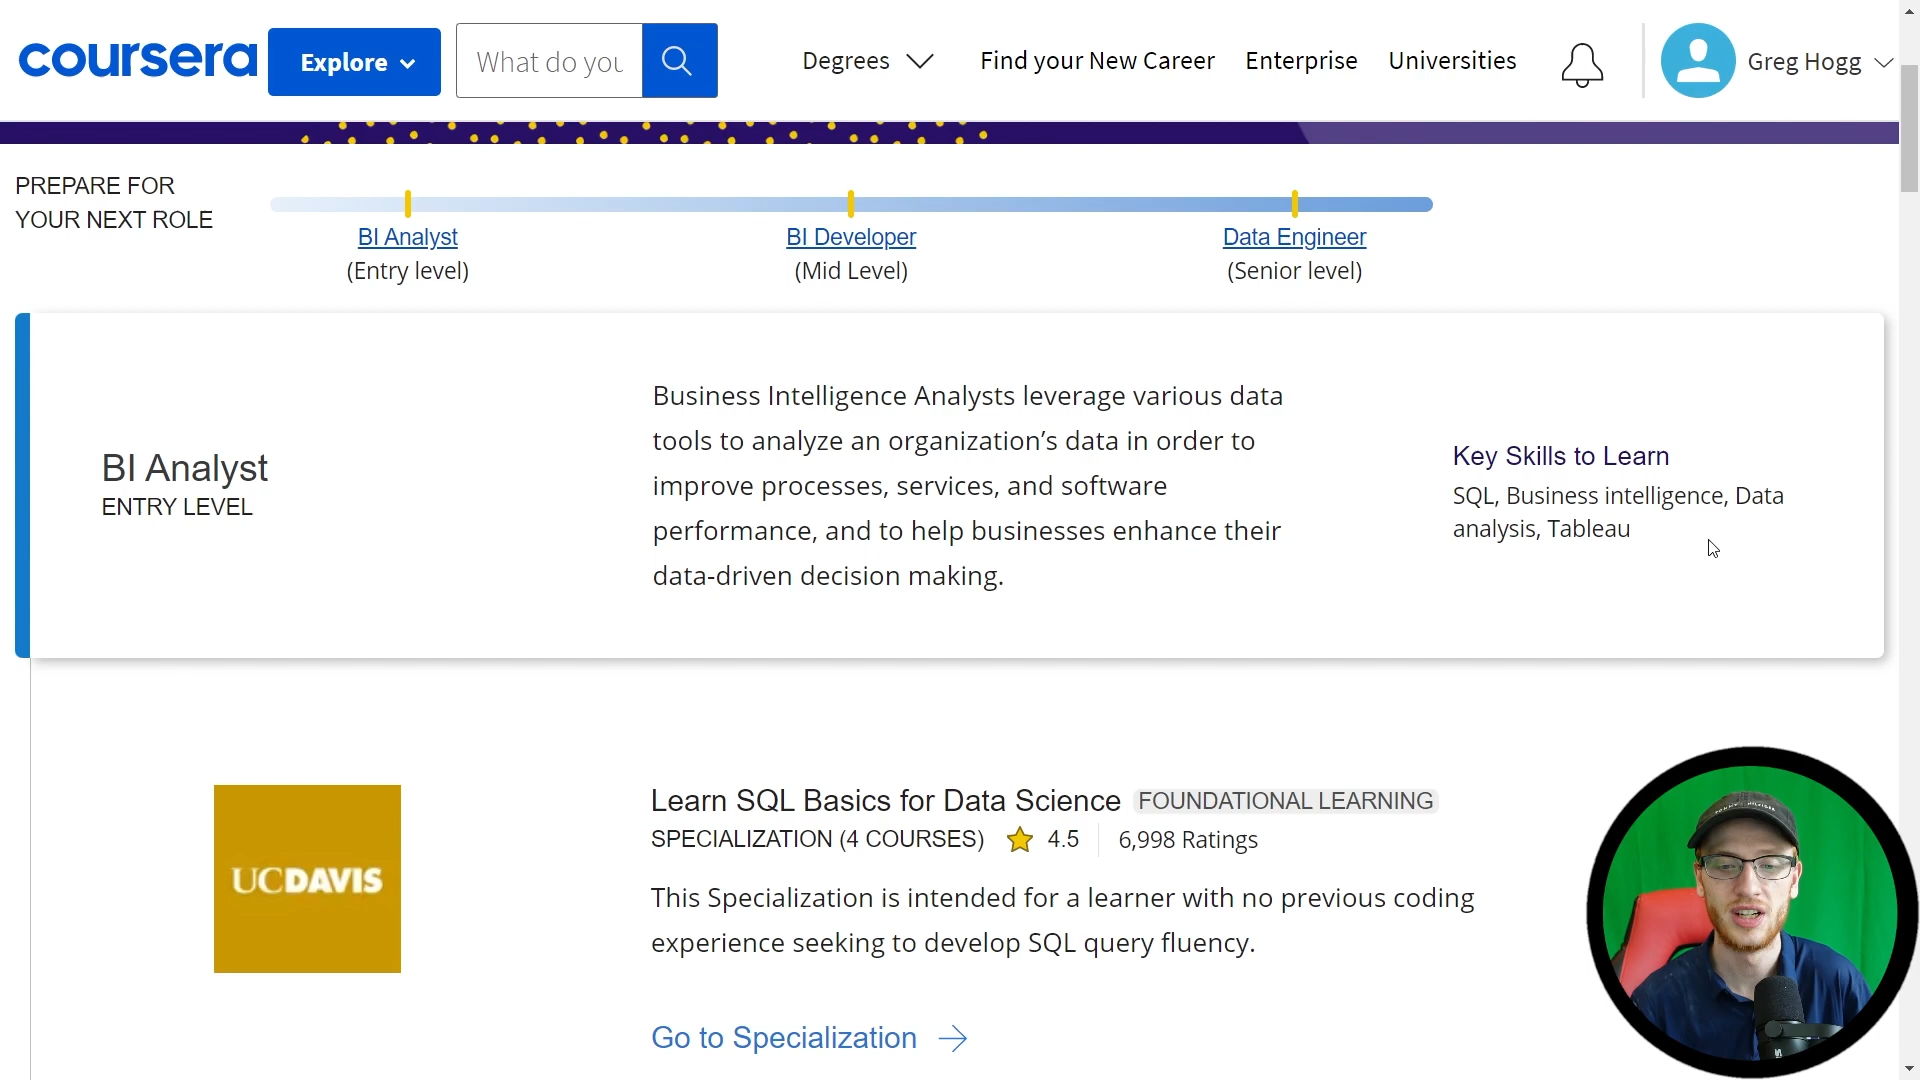 coursera
Explore
What do you
Degrees
Find your New Career
Enterprise
Universities
Greg Hogg
PREPARE FOR
YOUR NEXT ROLE
BI Analyst
(Entry level)
BI Developer
(Mid Level)
Data Engineer
(Senior level)
BI Analyst
ENTRY LEVEL
Business Intelligence Analysts leverage various data
tools to analyze an organization’s data in order to
improve processes, services, and software
performance, and to help businesses enhance their
data-driven decision making.
Key Skills to Learn
SQL, Business intelligence, Data
analysis, Tableau
UCDAVIS
Learn SQL Basics for Data Science FOUNDATIONAL LEARNING
SPECIALIZATION (4 COURSES) 4.5 6,998 Ratings
This Specialization is intended for a learner with no previous coding
experience seeking to develop SQL query fluency.
Go to Specialization